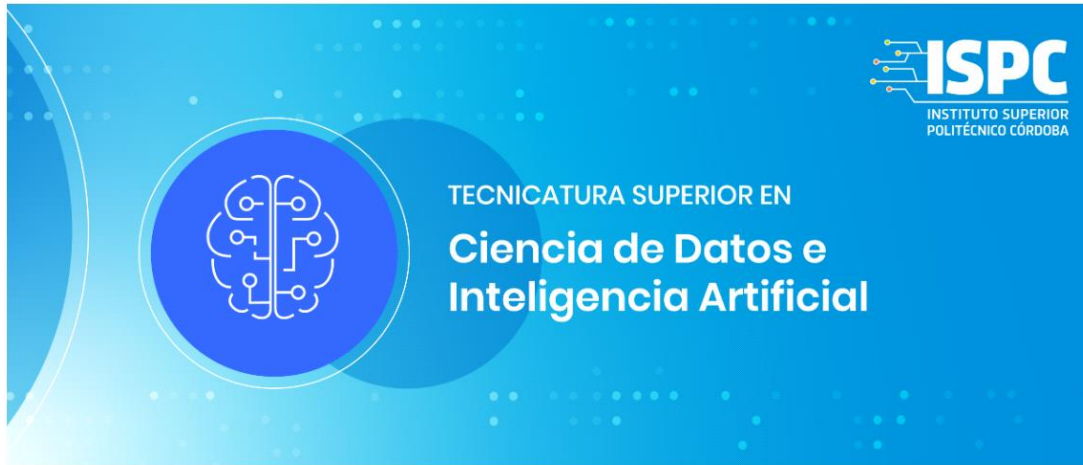 ISPC
INSTITUTO SUPERIOR
POLITÉCNICO CÓRDOBA
TECNICATURA SUPERIOR EN
Ciencia de Datos e
Inteligencia Artificial